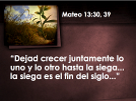 Mateo 13:30, 39
"Dejad crecer juntamente lo
uno y lo otro hasta la siega...
la siega es el fin del siglo..."